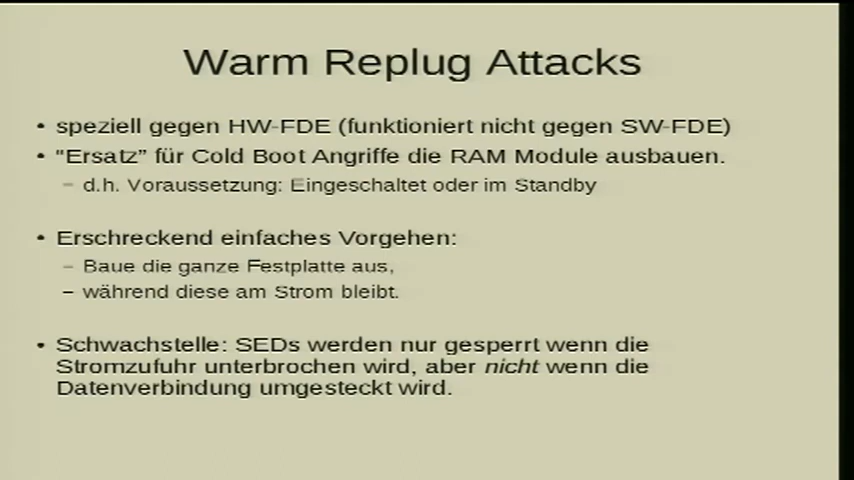 Warm Replug Attacks
• speziell gegen HW-FDE (funktioniert nicht gegen SW-FDE)
• "Ersatz” für Cold Boot Angriffe die RAM Module ausbauen.
– d.h. Voraussetzung: Eingeschaltet oder im Standby
• Erschreckend einfaches Vorgehen:
– Baue die ganze Festplatte aus,
– während diese am Strom bleibt.
• Schwachstelle: SEDs werden nur gesperrt wenn die
Stromzufuhr unterbrochen wird, aber nicht wenn die
Datenverbindung umgesteckt wird.